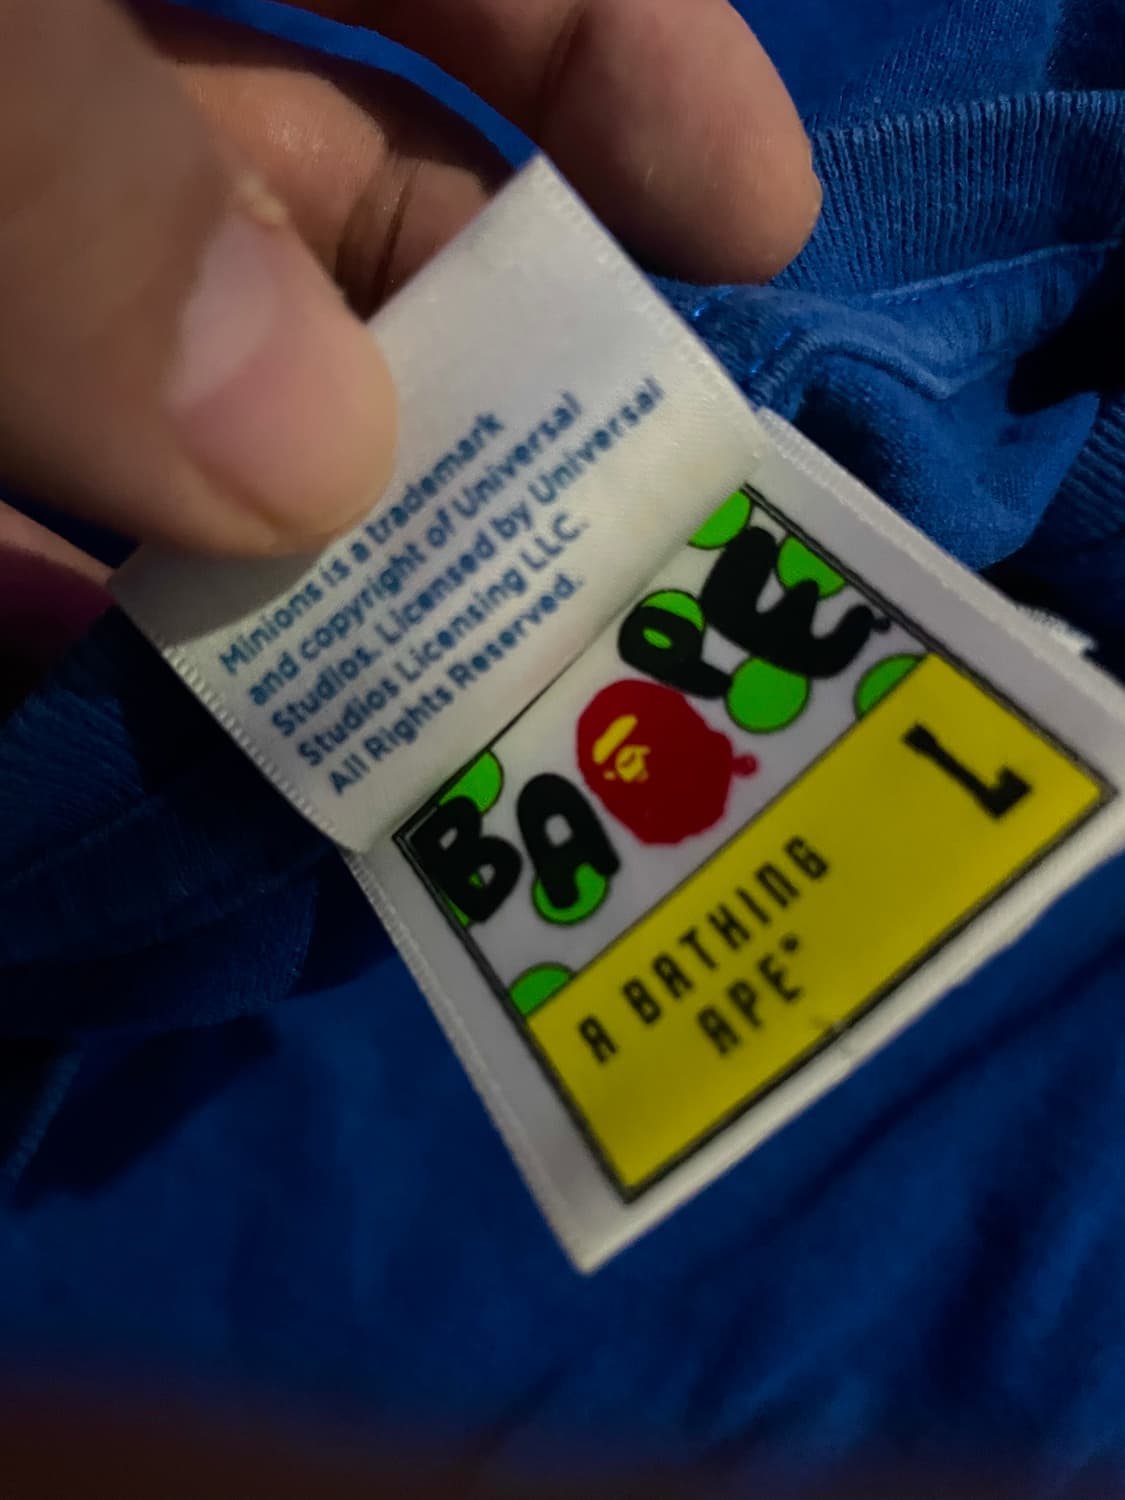 Minions is a trademark
and copyright of Universal
Studios. Licensed by Universal
Studios Licensing LLC.
All Rights Reserved.
BAPE
L
A BATHING
APE®